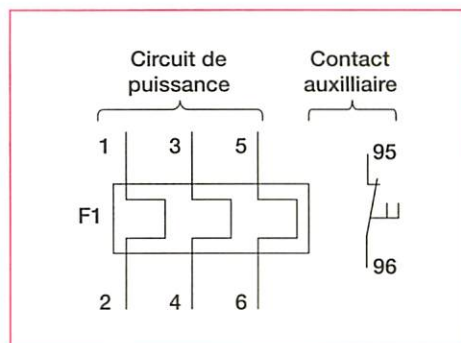 Circuit de
puissance
Contact
auxilliaire
1 3 5
95
F1
96
2 4 6